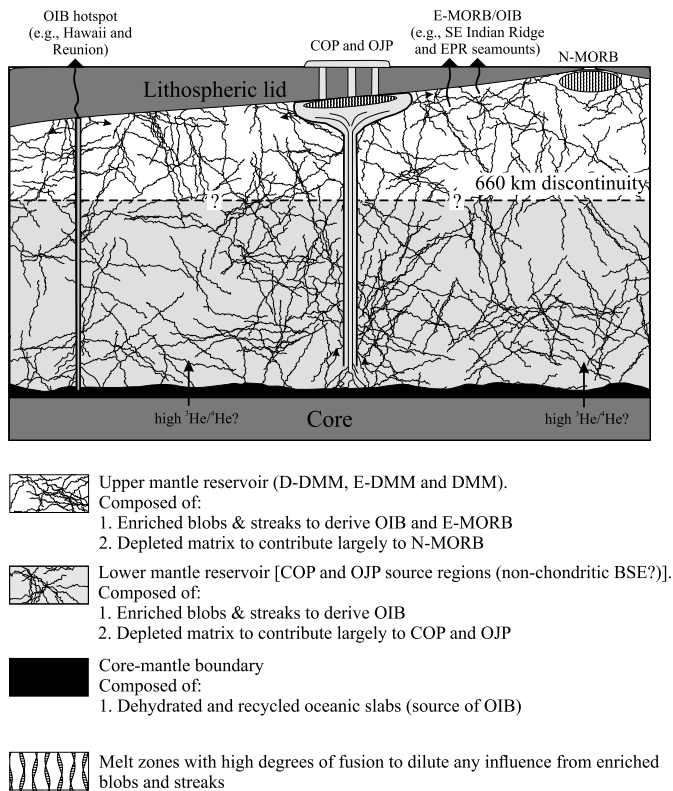 OIB hotspot
(e.g., Hawaii and
Reunion)
COP and OJP
E-MORB/OIB
(e.g., SE Indian Ridge
and EPR seamounts)
N-MORB
Lithospheric lid
660 km discontinuity
?
?
high ³He/⁴He?
Core
high ³He/⁴He?
Upper mantle reservoir (D-DMM, E-DMM and DMM).
Composed of:
1. Enriched blobs & streaks to derive OIB and E-MORB
2. Depleted matrix to contribute largely to N-MORB
Lower mantle reservoir [COP and OJP source regions (non-chondritic BSE?)].
Composed of:
1. Enriched blobs & streaks to derive OIB
2. Depleted matrix to contribute largely to COP and OJP
Core-mantle boundary
Composed of:
1. Dehydrated and recycled oceanic slabs (source of OIB)
Melt zones with high degrees of fusion to dilute any influence from enriched
blobs and streaks